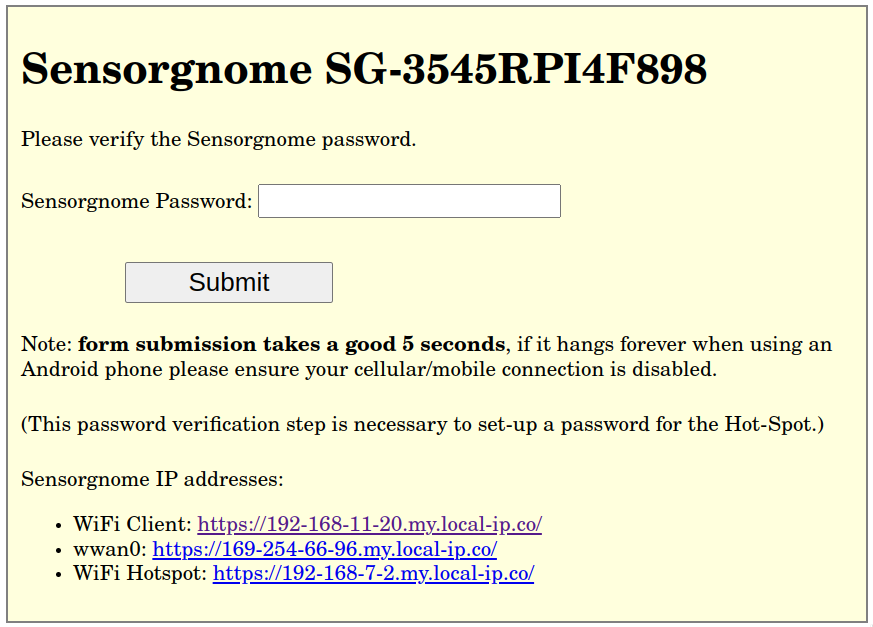 Sensorgnome SG-3545RPI4F898
Please verify the Sensorgnome password.
Sensorgnome Password:
Submit
Note: form submission takes a good 5 seconds, if it hangs forever when using an
Android phone please ensure your cellular/mobile connection is disabled.
(This password verification step is necessary to set-up a password for the Hot-Spot.)
Sensorgnome IP addresses:
• WiFi Client: https://192-168-11-20.my.local-ip.co/
• wwan0: https://169-254-66-96.my.local-ip.co/
• WiFi Hotspot: https://192-168-7-2.my.local-ip.co/